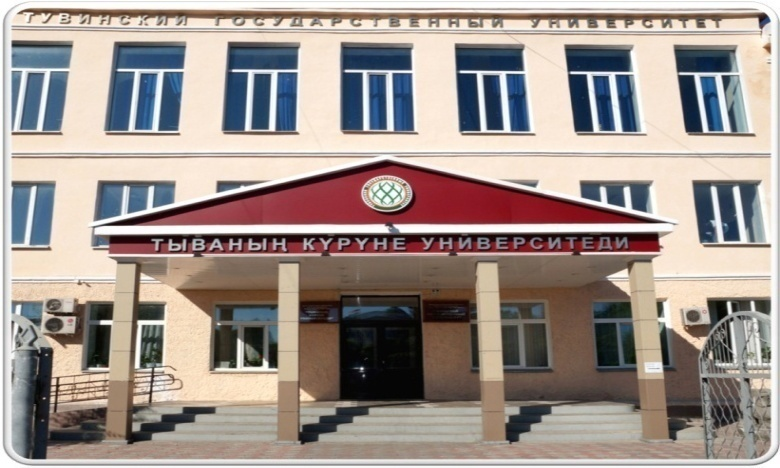 ТУВИНСКИЙ ГОСУДАРСТВЕННЫЙ УНИВЕРСИТЕТ
ТЫВАНЫҢ КҮРҮНЕ УНИВЕРСИТЕДИ